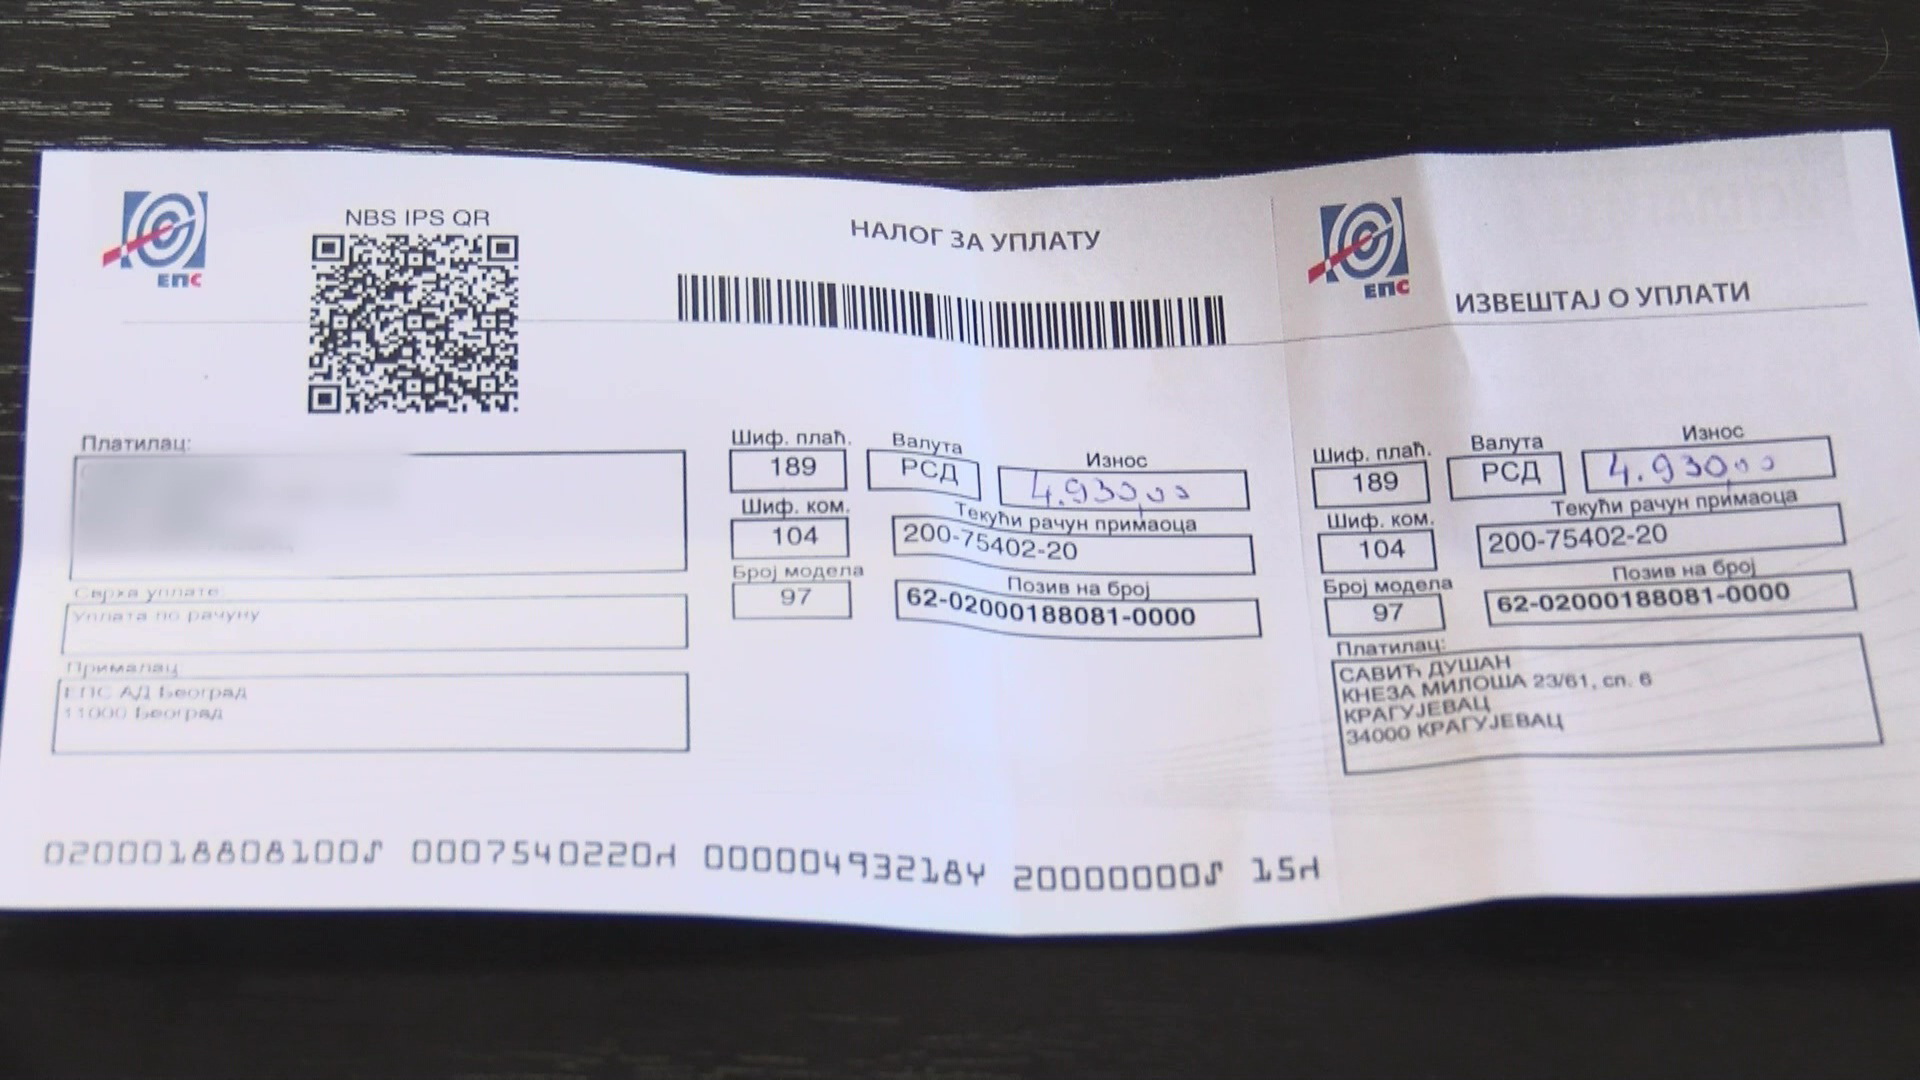 ЕПС
NBS IPS QR
НАЛОГ ЗА УПЛАТУ
Платилац:
Шиф. плаћ.
Валута
Износ
189
РСД
4.930,00
Шиф. ком.
Текући рачун примаоца
104
200-75402-20
Број модела
Позив на број
97
62-02000188081-0000
Сврха уплате
Уплата по рачуну
Прималац
ЕПС АД Београд
11000 Београд
ЕПС
ИЗВЕШТАЈ О УПЛАТИ
Шиф. плаћ.
Валута
Износ
189
РСД
4.930,00
Шиф. ком.
Текући рачун примаоца
104
200-75402-20
Број модела
Позив на број
97
62-02000188081-0000
Платилац:
САВИЋ ДУШАН
КНЕЗА МИЛОША 23/61, сп. 6
КРАГУЈЕВАЦ
34000 КРАГУЈЕВАЦ
0200018808100⑀ 0007540220⑁ 00000493218⑂ 20000000⑀ 15⑁